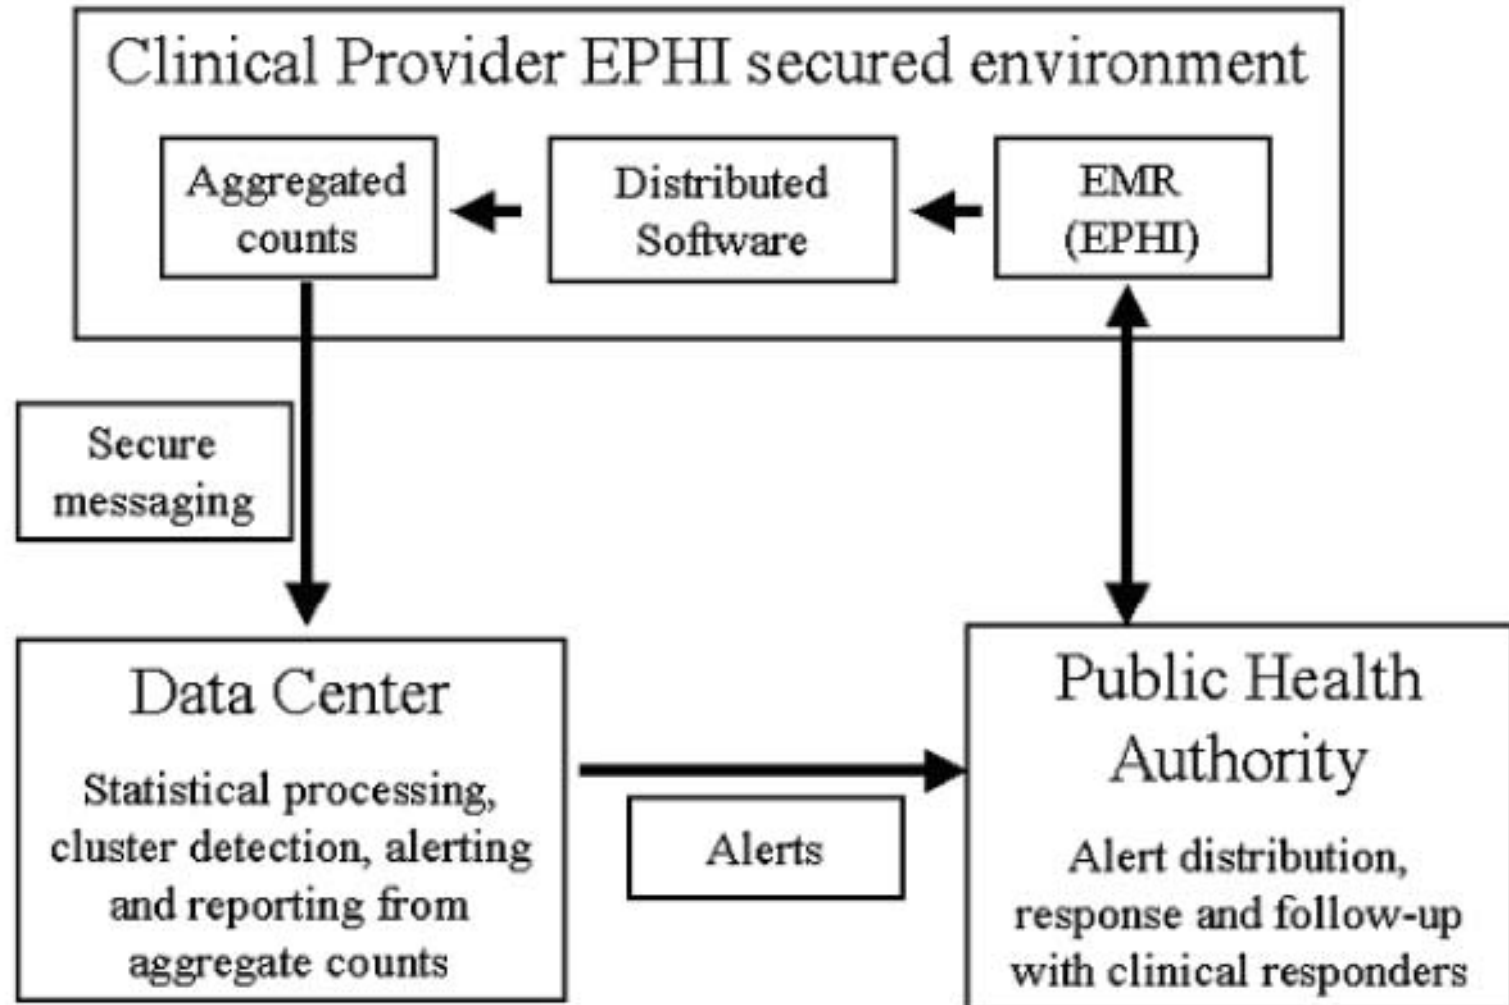 Clinical Provider EPHI secured environment
Aggregated
counts
Distributed
Software
EMR
(EPHI)
Secure
messaging
Data Center
Statistical processing,
cluster detection, alerting
and reporting from
aggregate counts
Alerts
Public Health
Authority
Alert distribution,
response and follow-up
with clinical responders